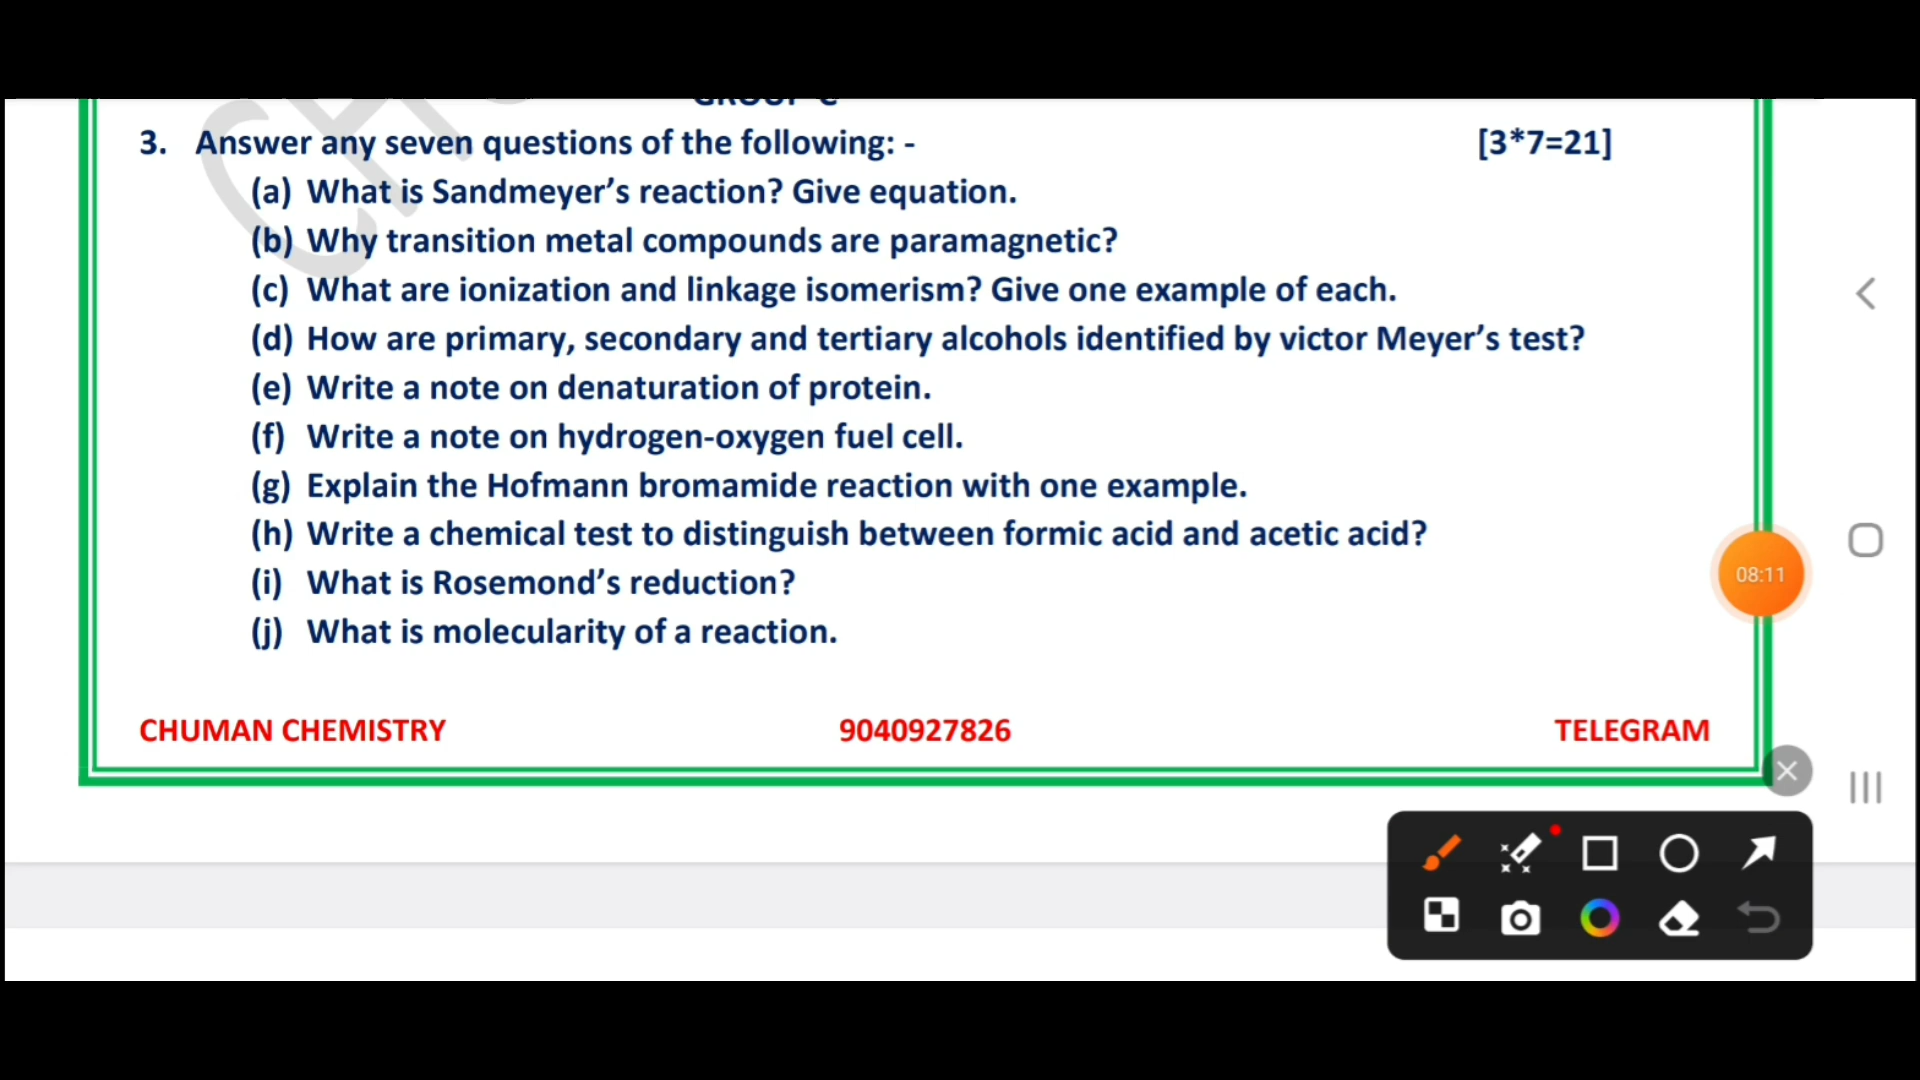 3. Answer any seven questions of the following: - [3*7=21]
(a) What is Sandmeyer’s reaction? Give equation.
(b) Why transition metal compounds are paramagnetic?
(c) What are ionization and linkage isomerism? Give one example of each.
(d) How are primary, secondary and tertiary alcohols identified by victor Meyer’s test?
(e) Write a note on denaturation of protein.
(f) Write a note on hydrogen-oxygen fuel cell.
(g) Explain the Hofmann bromamide reaction with one example.
(h) Write a chemical test to distinguish between formic acid and acetic acid?
(i) What is Rosemond’s reduction?
(j) What is molecularity of a reaction.
08:11
CHUMAN CHEMISTRY 9040927826 TELEGRAM